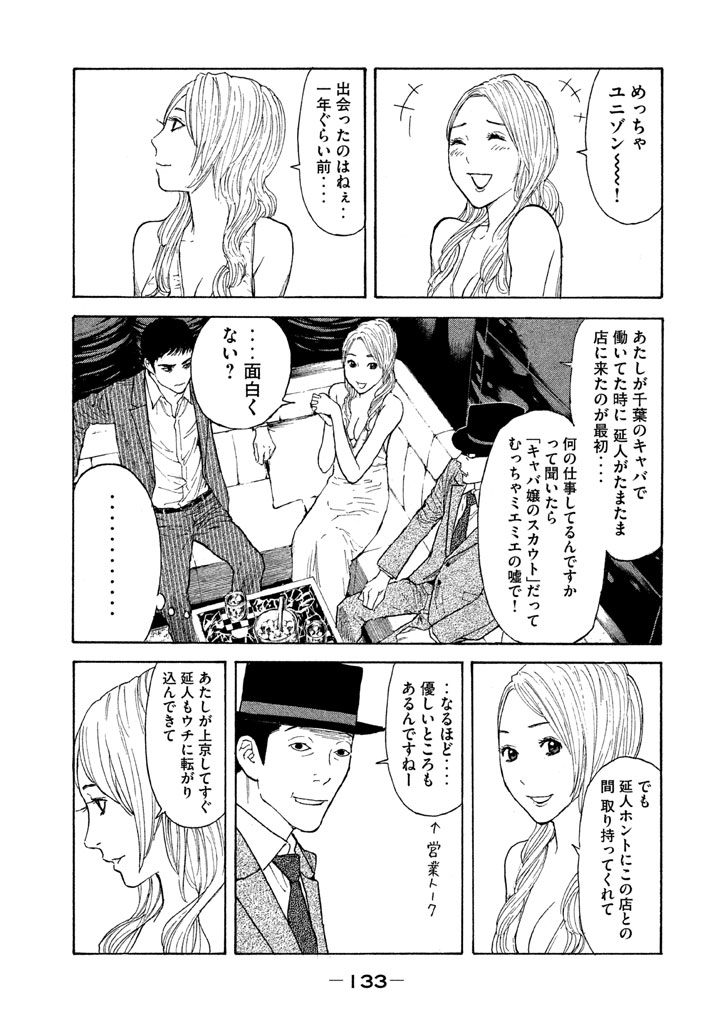 めっちゃ
ユニゾン〜〜〜!
出会ったのはねぇ‥
一年ぐらい前‥‥
あたしが千葉のキャバで
働いてた時に 延人がたまたま
店に来たのが最初‥‥
何の仕事してるんですか
って聞いたら
「キャバ嬢のスカウト」だって
むっちゃミエミエの嘘で!
‥‥面白く
ない?
‥‥‥‥‥‥
でも
延人ホントにこの店との
間 取り持ってくれて
‥なるほど‥‥
優しいところも
あるんですねー
↑営業トーク
あたしが上京してすぐ
延人もウチに転がり
込んできて
—133—